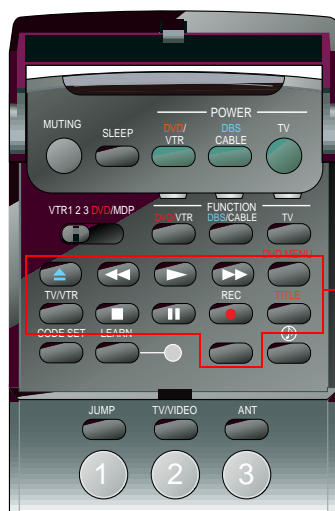 POWER
MUTING SLEEP DVD/ VTR DBS CABLE TV
FUNCTION
VTR1 2 3 DVD/MDP DVD/VTR DBS/CABLE TV
DVD MENU
TV/VTR REC TITLE
CODE SET LEARN
JUMP TV/VIDEO ANT
1 2 3